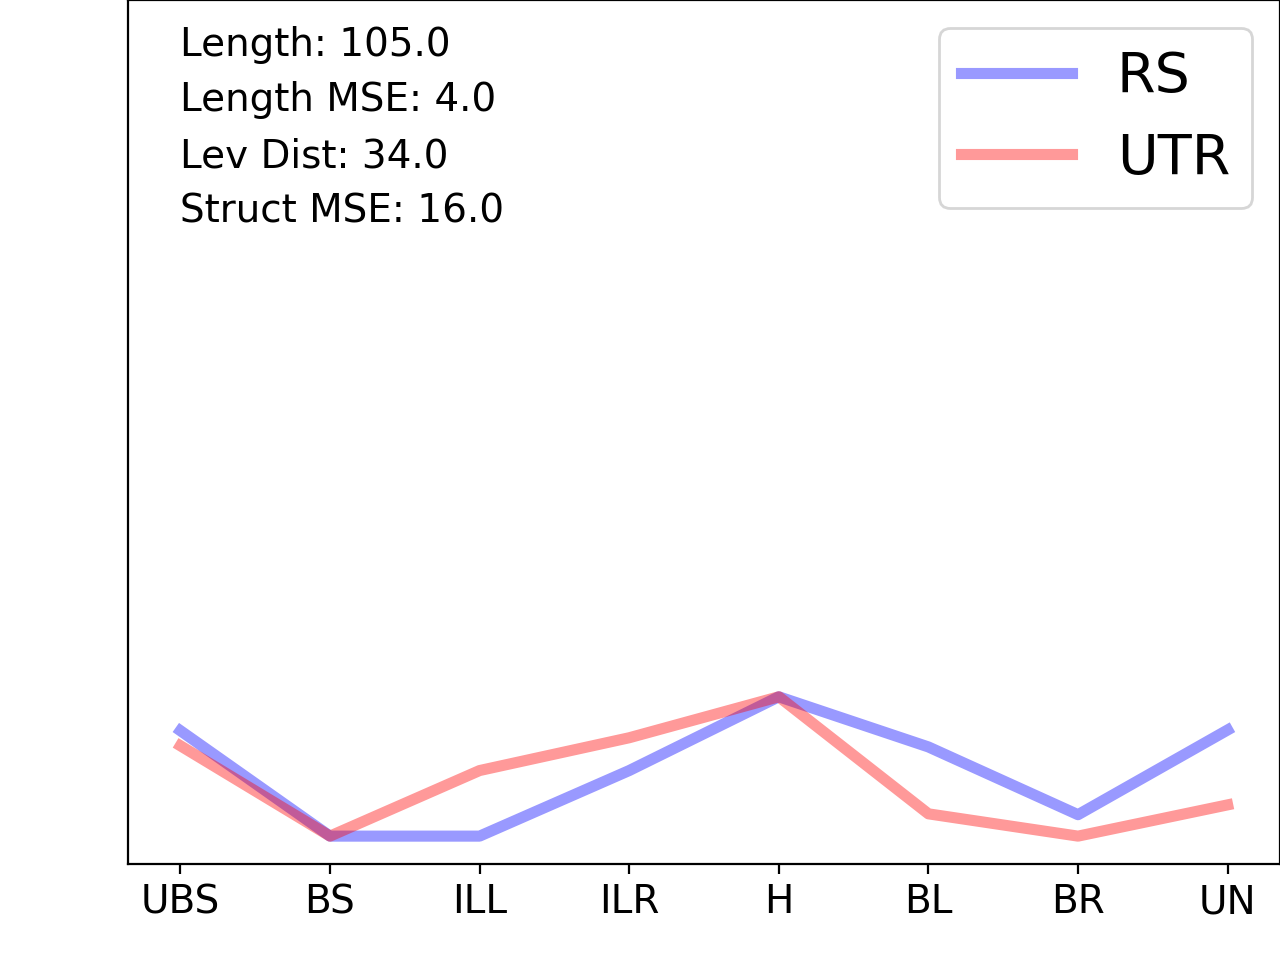 Length: 105.0
Length MSE: 4.0
Lev Dist: 34.0
Struct MSE: 16.0
RS
UTR
UBS BS ILL ILR H BL BR UN